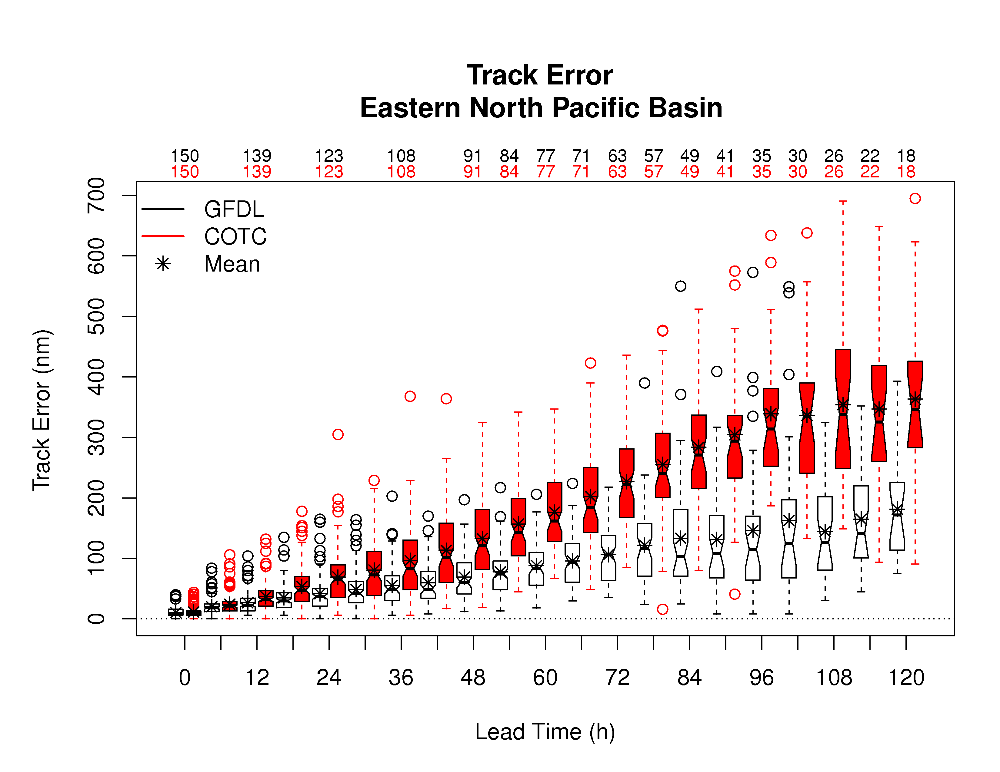 Track Error
Eastern North Pacific Basin
150 139 123 108 91 84 77 71 63 57 49 41 35 30 26 22 18
150 139 123 108 91 84 77 71 63 57 49 41 35 30 26 22 18
GFDL
COTC
Mean
Track Error (nm)
700
600
500
400
300
200
100
0
0 12 24 36 48 60 72 84 96 108 120
Lead Time (h)